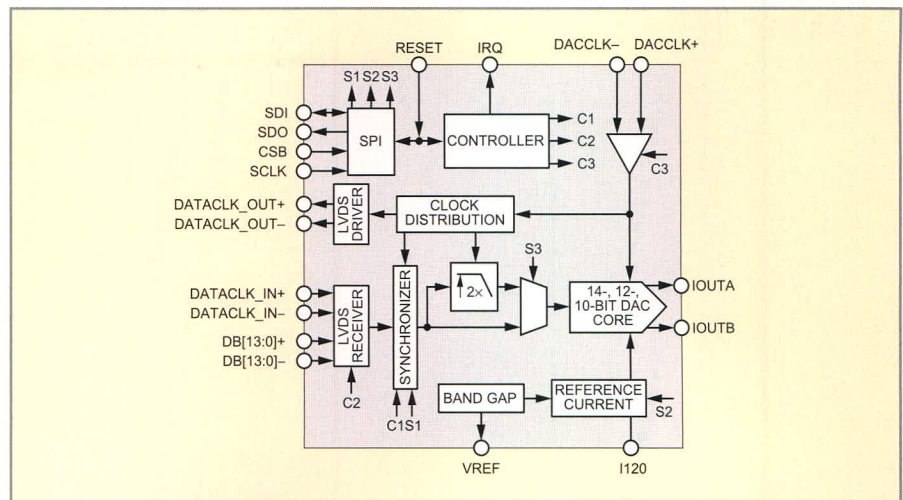 RESET
IRQ
DACCLK–
DACCLK+
S1 S2 S3
SDI
SDO
CSB
SCLK
SPI
CONTROLLER
C1
C2
C3
C3
DATACLK_OUT+
DATACLK_OUT–
LVDS
DRIVER
CLOCK
DISTRIBUTION
S3
2×
DATACLK_IN+
DATACLK_IN–
DB[13:0]+
DB[13:0]–
LVDS
RECEIVER
SYNCHRONIZER
14-, 12-,
10-BIT DAC
CORE
IOUTA
IOUTB
C2
C1S1
BAND GAP
REFERENCE
CURRENT
S2
VREF
I120